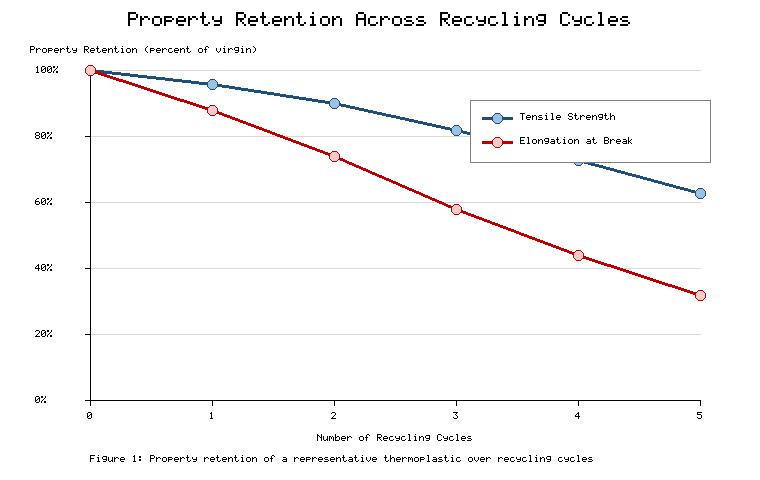 Property Retention Across Recycling Cycles
Property Retention (percent of virgin)
100%
80%
60%
40%
20%
0%
Tensile Strength
Elongation at Break
0 1 2 3 4 5
Number of Recycling Cycles
Figure 1: Property retention of a representative thermoplastic over recycling cycles